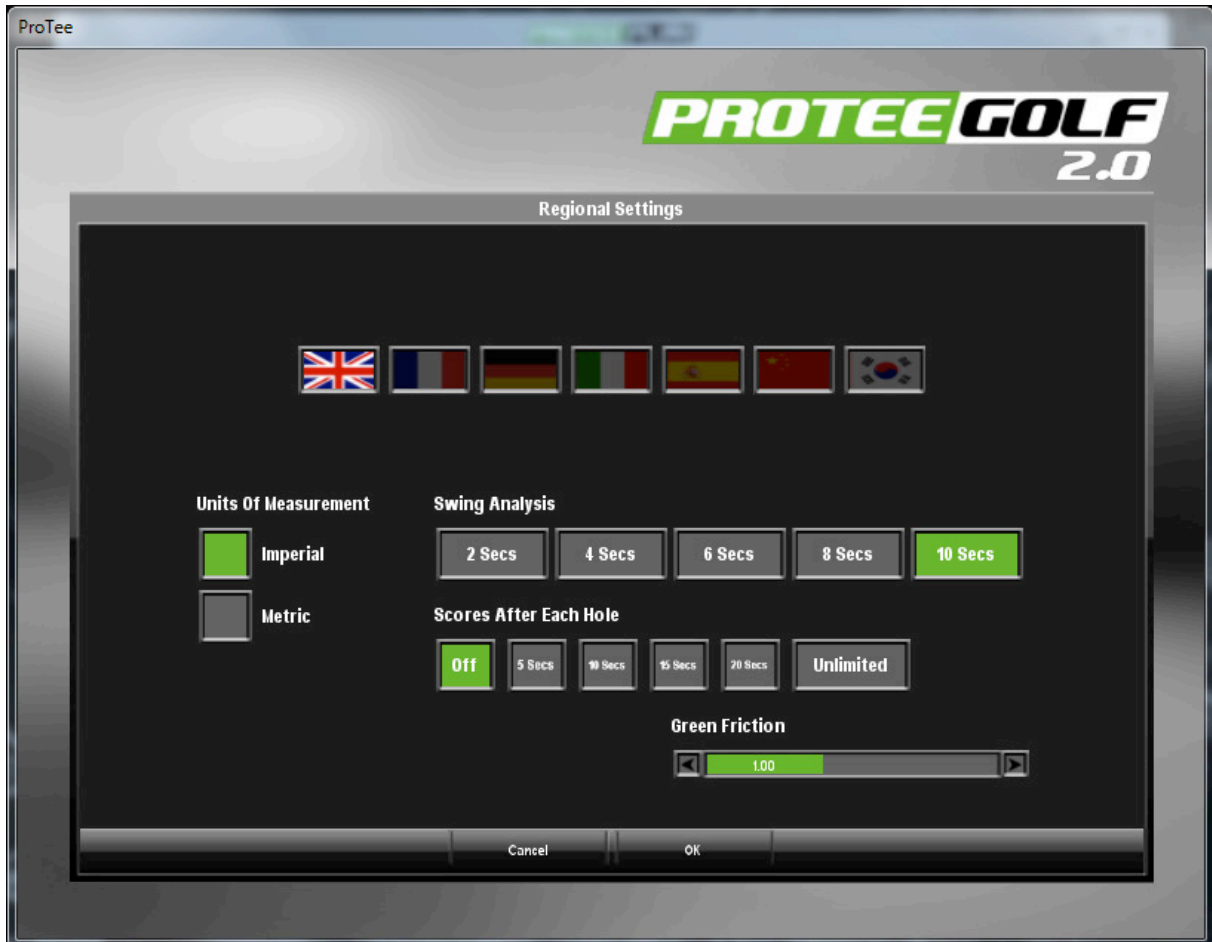 ProTee
PROTEE GOLF
2.0
Regional Settings
Units Of Measurement
Swing Analysis
Imperial
2 Secs
4 Secs
6 Secs
8 Secs
10 Secs
Metric
Scores After Each Hole
Off
5 Secs
10 Secs
15 Secs
20 Secs
Unlimited
Green Friction
1.00
Cancel
OK